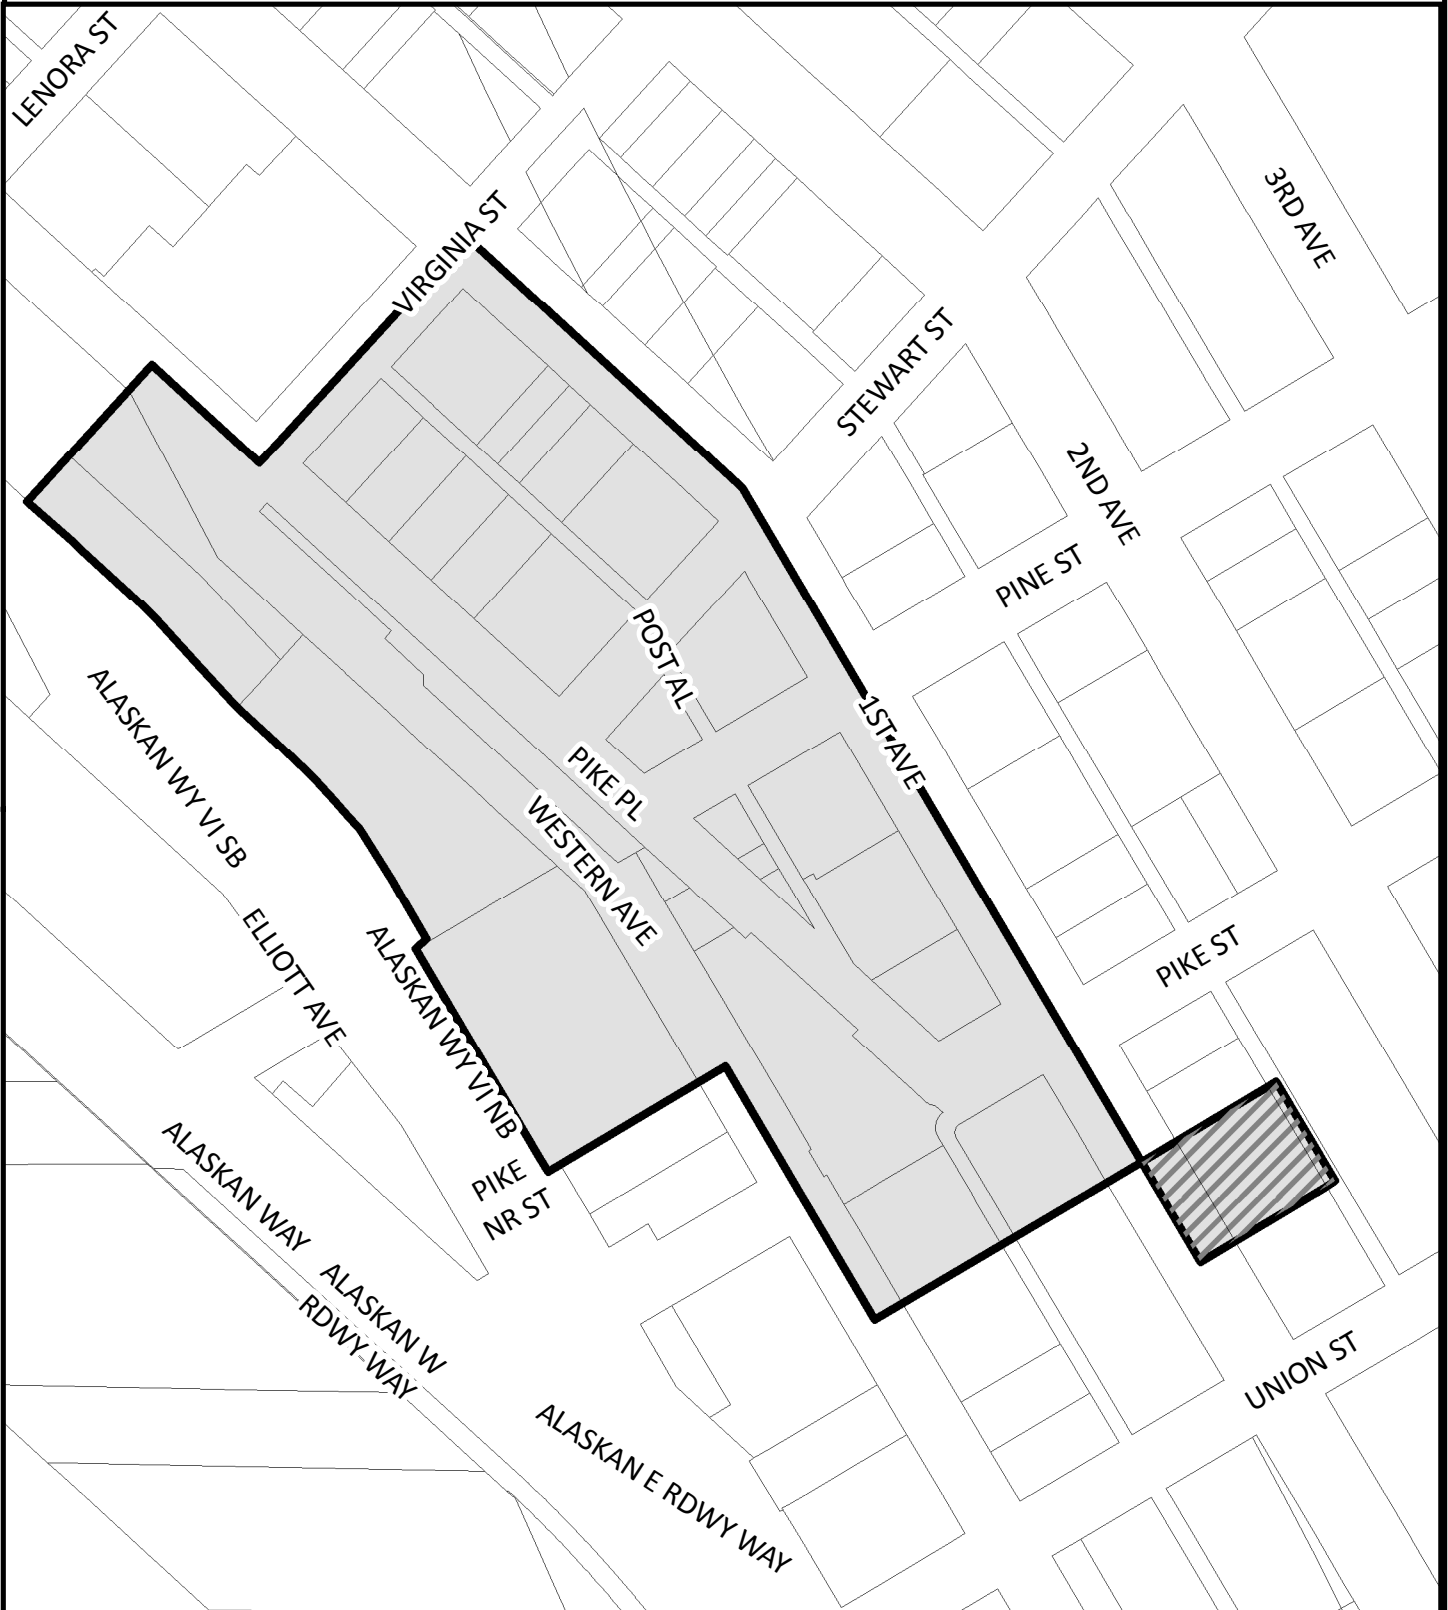 LENORA ST
VIRGINIA ST
3RD AVE
STEWART ST
2ND AVE
PINE ST
POST AL
1ST AVE
ALASKAN WY VI SB
PIKE PL
WESTERN AVE
ELLIOTT AVE
ALASKAN WY VI NB
PIKE ST
ALASKAN WAY
PIKE
NR ST
ALASKAN W
RDWY WAY
UNION ST
ALASKAN E RDWY WAY